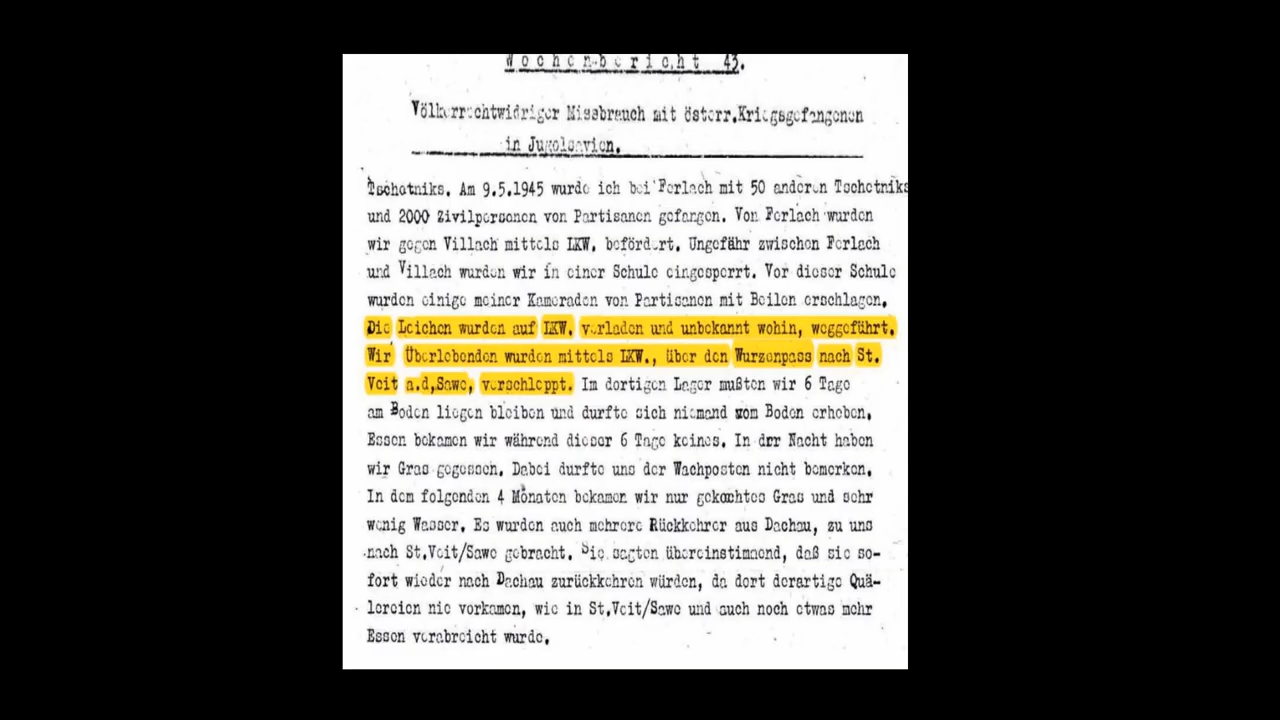 Wochenbericht 43.
Völkerrechtwidriger Missbrauch mit österr.Kriegsgefangenen
in Jugoslavien.
Tschetniks. Am 9.5.1945 wurde ich bei Ferlach mit 50 anderen Tschetniks
und 2000 Zivilpersonen von Partisanen gefangen. Von Ferlach wurden
wir gegen Villach mittels LKW. befördert. Ungefähr zwischen Ferlach
und Villach wurden wir in einer Schule eingesperrt. Vor dieser Schule
wurden einige meiner Kameraden von Partisanen mit Beilen erschlagen.
Die Leichen wurden auf LKW. verladen und unbekannt wohin, weggeführt.
Wir Überlebenden wurden mittels LKW., über den Wurzenpass nach St.
Veit a.d,Sawe, verschleppt. Im dortigen Lager mußten wir 6 Tage
am Boden liegen bleiben und durfte sich niemand vom Boden erheben.
Essen bekamen wir während dieser 6 Tage keines. In drr Nacht haben
wir Gras gegessen. Dabei durfte uns der Wachposten nicht bemerken.
In dem folgenden 4 Monaten bekamen wir nur gekochtes Gras und sehr
wenig Wasser. Es wurden auch mehrere Rückkehrer aus Dachau, zu uns
nach St.Veit/Sawe gebracht. Sie sagten übereinstimmend, daß sie so-
fort wieder nach Dachau zurückkehren würden, da dort derartige Quä-
lereien nie vorkamen, wie in St.Veit/Sawe und auch noch etwas mehr
Essen verabreicht wurde.